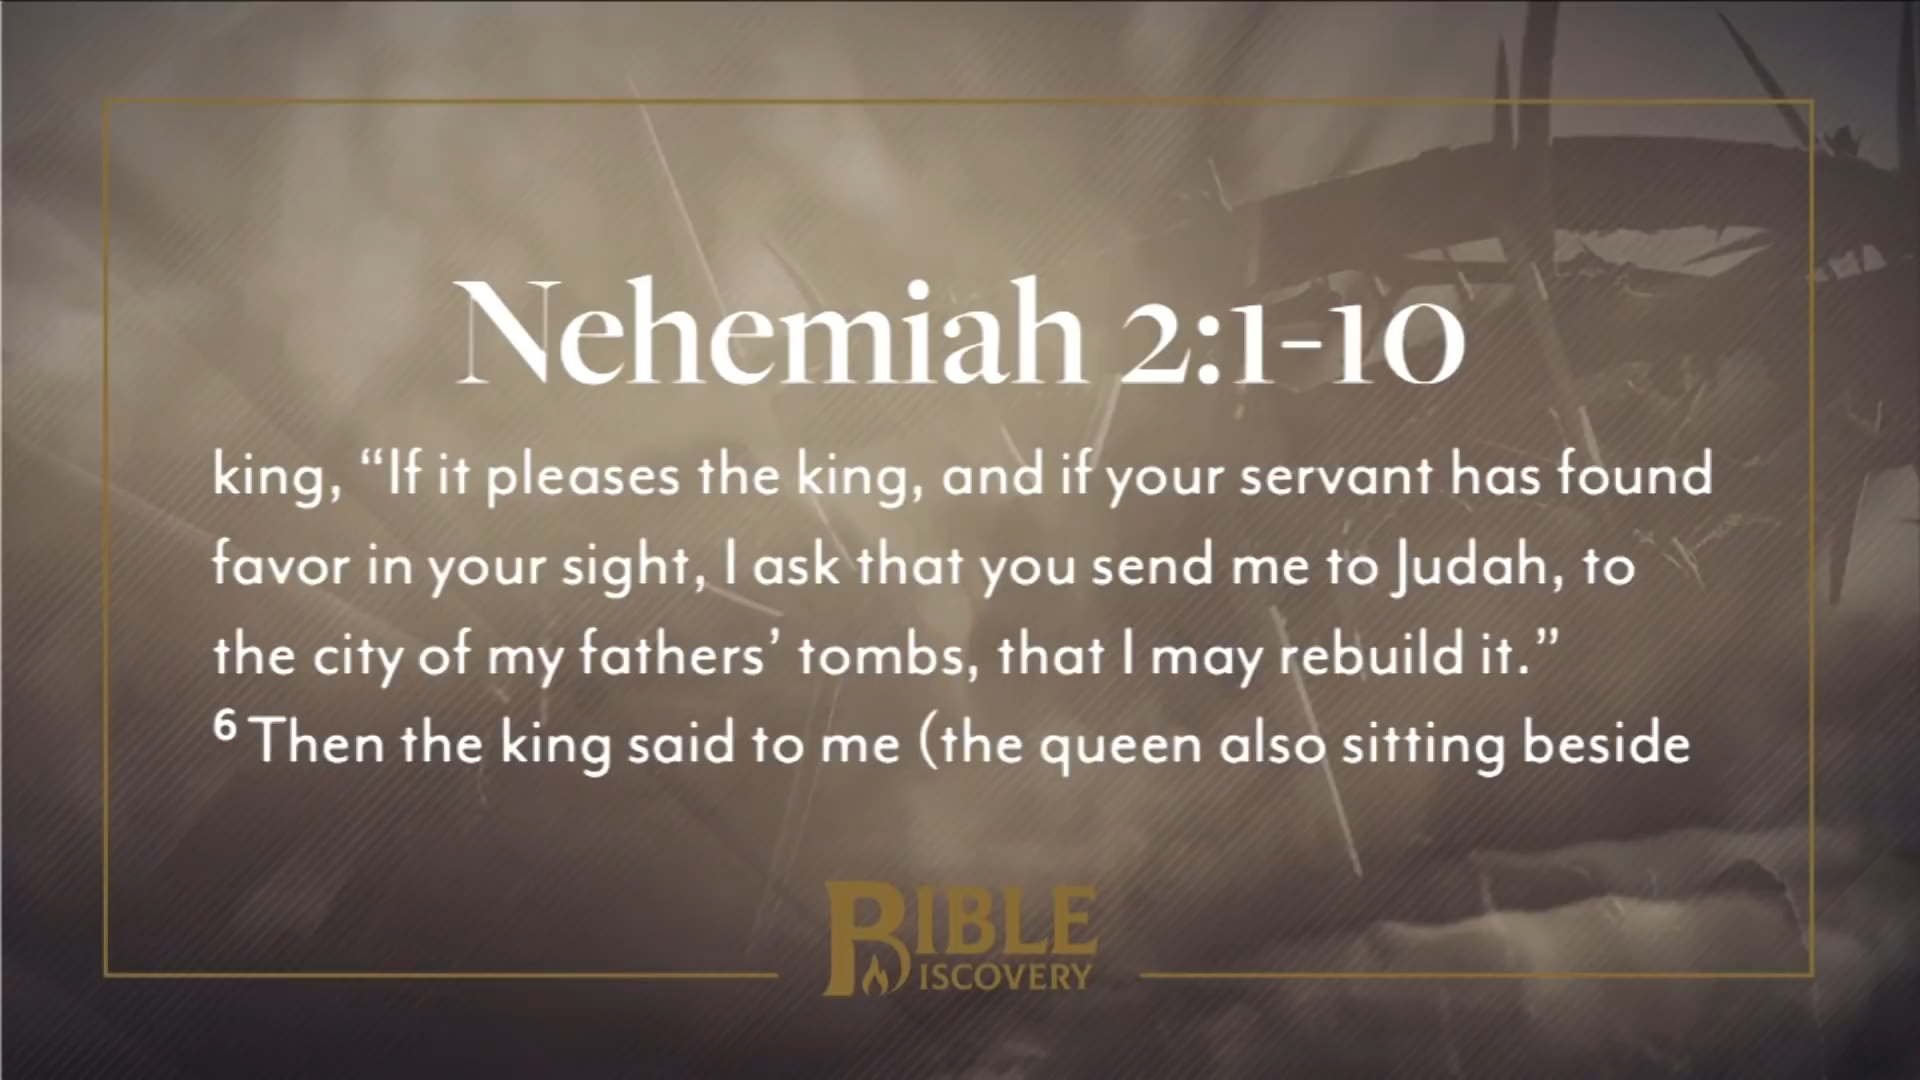 Nehemiah 2:1-10
king, “If it pleases the king, and if your servant has found
favor in your sight, I ask that you send me to Judah, to
the city of my fathers’ tombs, that I may rebuild it.”
6 Then the king said to me (the queen also sitting beside
BIBLE
DISCOVERY